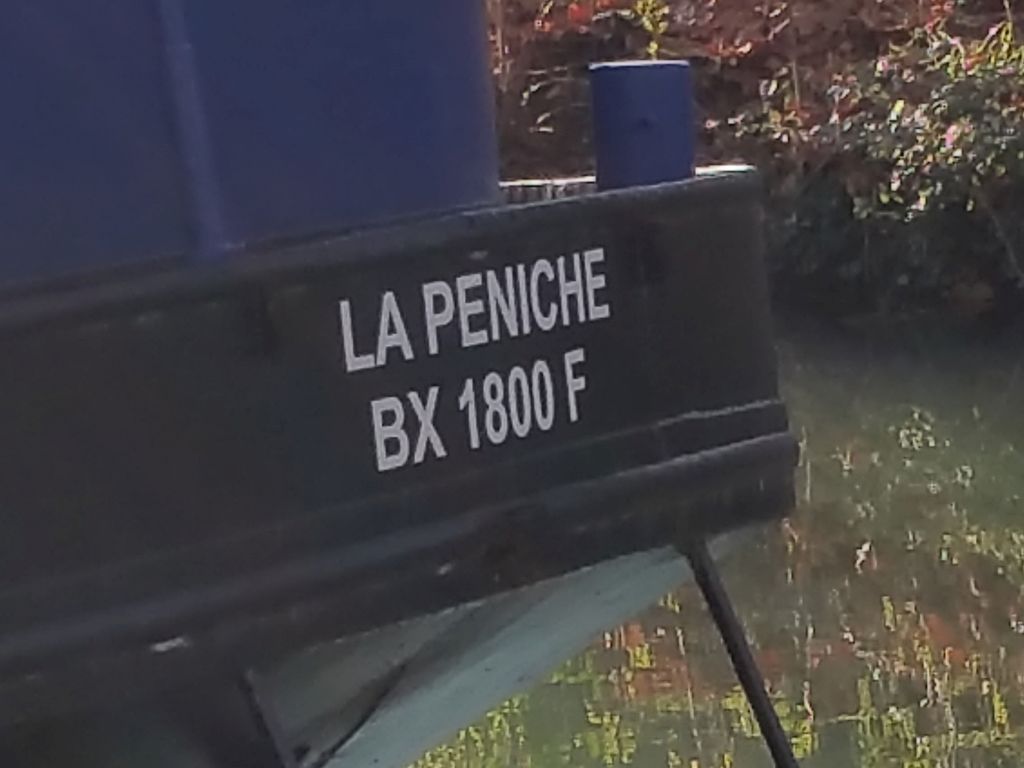 LA PENICHE
BX 1800 F